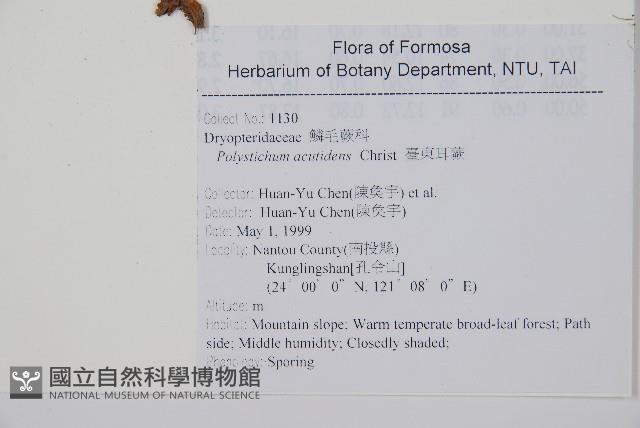 Flora of Formosa
Herbarium of Botany Department, NTU, TAI
Collect No.: 1130
Dryopteridaceae 鱗毛蕨科
Polystichum acutidens Christ 臺東耳蕨
Collector: Huan-Yu Chen(陳奐宇) et al.
Detector: Huan-Yu Chen(陳奐宇)
Date: May 1, 1999
Locality: Nantou County(南投縣)
Kunglingshan[孔令山]
(24° 00' 0" N, 121° 08' 0" E)
Altitude: m
Habitat: Mountain slope; Warm temperate broad-leaf forest; Path
side; Middle humidity; Closedly shaded;
Phenology: Sporing
國立自然科學博物館
NATIONAL MUSEUM OF NATURAL SCIENCE